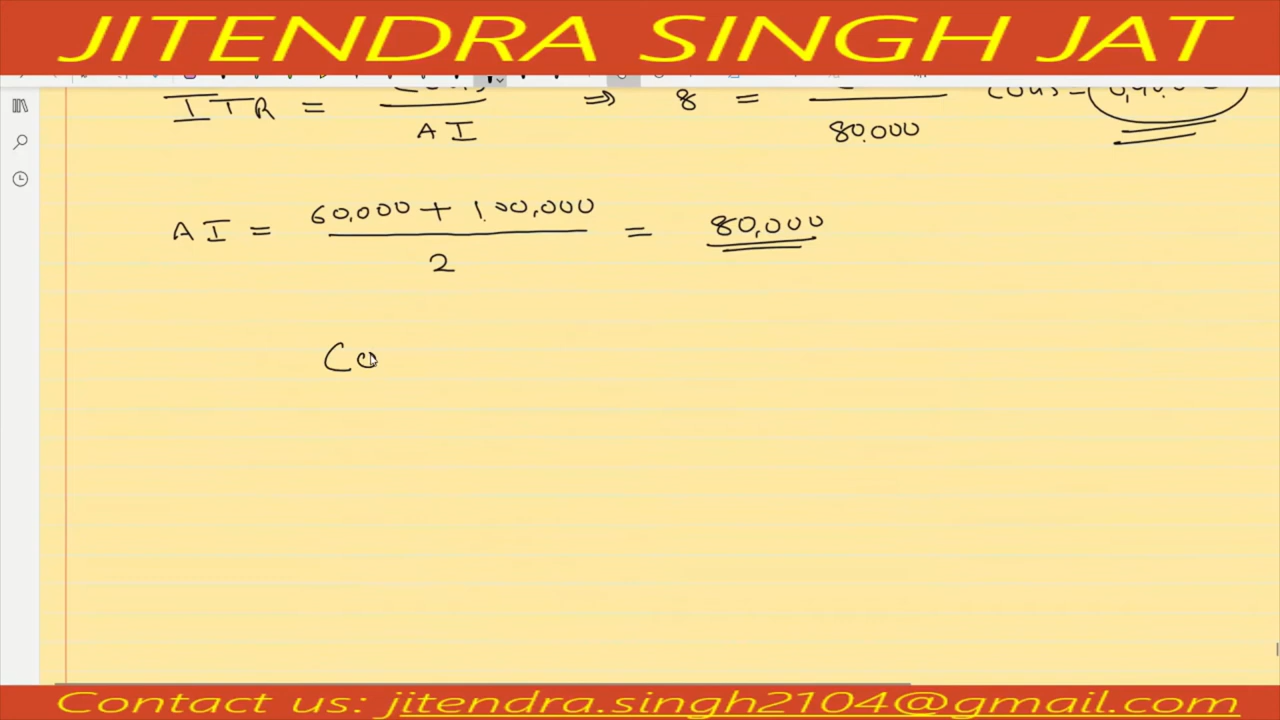 JITENDRA SINGH JAT
ITR = AI ⇒ 8 = 80,000
AI = 60,000 + 1,00,000 / 2 = 80,000
Co
Contact us: jitendra.singh2104@gmail.com